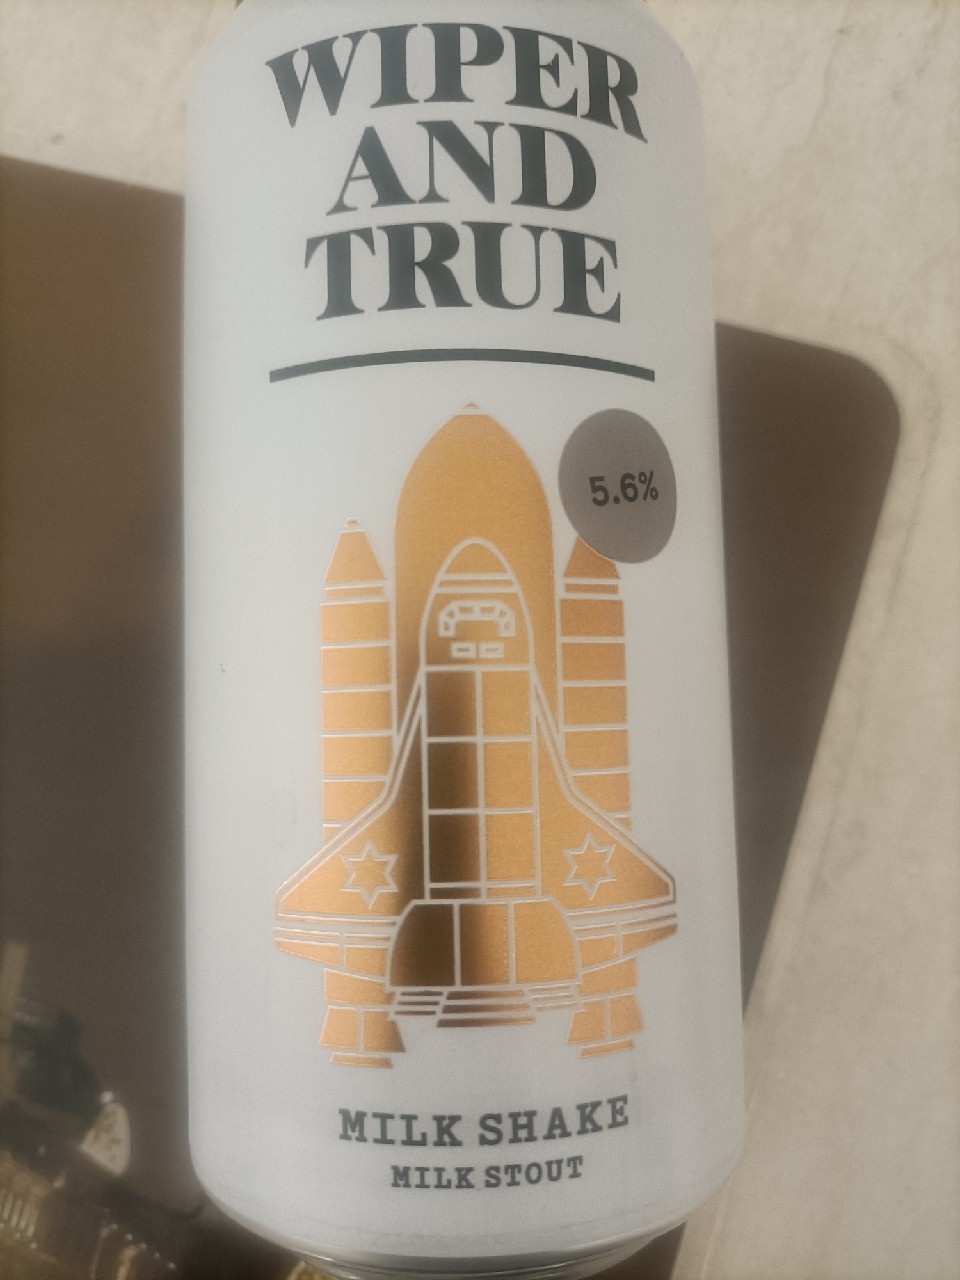 WIPER
AND
TRUE
5.6%
MILK SHAKE
MILK STOUT